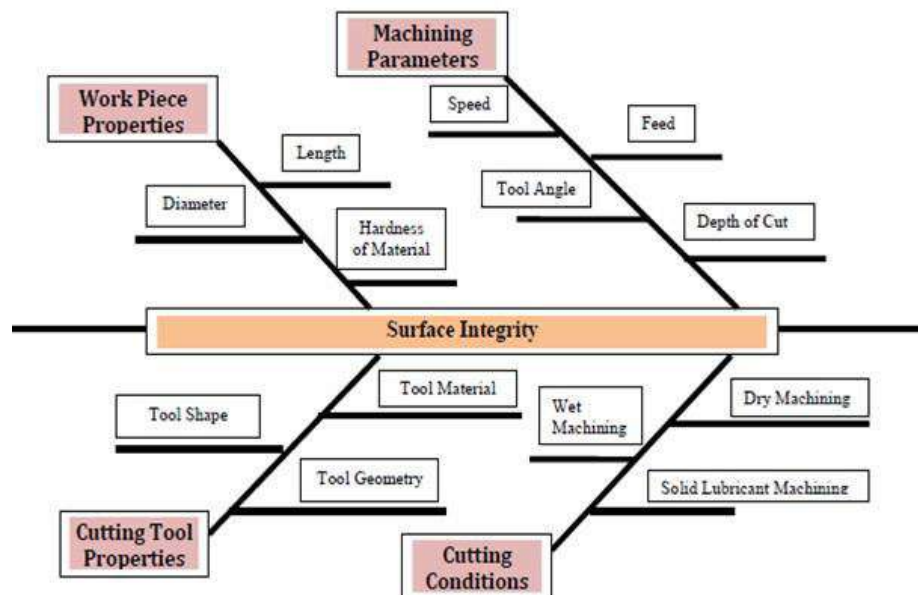 Machining
Parameters
Work Piece
Properties
Speed
Feed
Length
Tool Angle
Diameter
Hardness
of Material
Depth of Cut
Surface Integrity
Tool Material
Dry Machining
Tool Shape
Wet
Machining
Tool Geometry
Solid Lubricant Machining
Cutting Tool
Properties
Cutting
Conditions